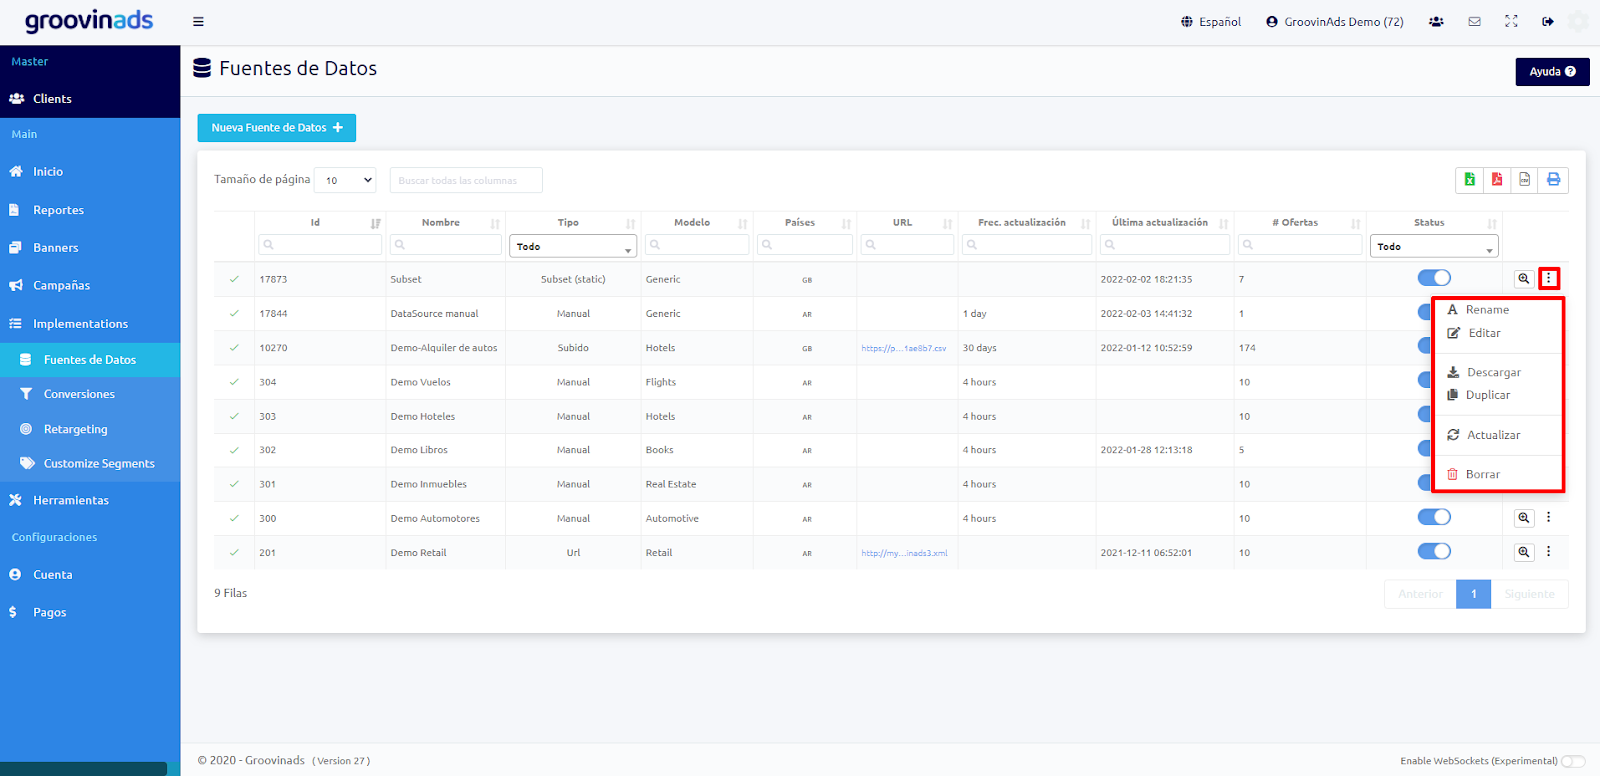 groovinads
Español
GroovinAds Demo (72)
Master
Clients
Main
Inicio
Reportes
Banners
Campañas
Implementations
Fuentes de Datos
Conversiones
Retargeting
Customize Segments
Herramientas
Configuraciones
Cuenta
Pagos
Fuentes de Datos
Ayuda
Nueva Fuente de Datos
Tamaño de página 10
Buscar todas las columnas
Id Nombre Tipo Modelo Países URL Frec. actualización Última actualización # Ofertas Status
Todo Todo
17873 Subset Subset (static) Generic GB 2022-02-02 18:21:35 7
17844 DataSource manual Manual Generic AR 1 day 2022-02-03 14:41:32 1
10270 Demo-Alquiler de autos Subido Hotels GB https://p...1ae8b7.csv 30 days 2022-01-12 10:52:59 174
304 Demo Vuelos Manual Flights AR 4 hours 10
303 Demo Hoteles Manual Hotels AR 4 hours 10
302 Demo Libros Manual Books AR 4 hours 2022-01-28 12:13:18 5
301 Demo Inmuebles Manual Real Estate AR 4 hours 10
300 Demo Automotores Manual Automotive AR 4 hours 10
201 Demo Retail Url Retail AR http://my...inads3.xml 2021-12-11 06:52:01 10
Rename
Editar
Descargar
Duplicar
Actualizar
Borrar
9 Filas
Anterior 1 Siguiente
© 2020 - Groovinads ( Version 27 )
Enable WebSockets (Experimental)